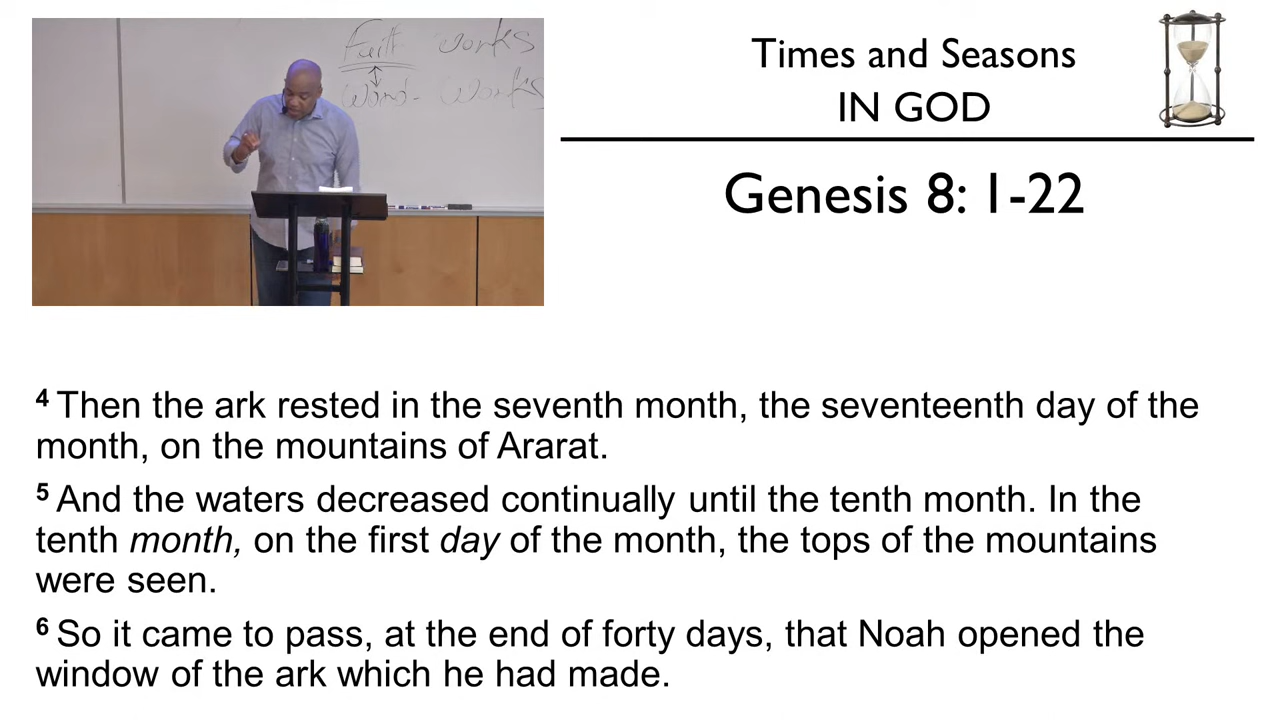 Faith works
Word - works
Times and Seasons
IN GOD
Genesis 8: 1-22
4 Then the ark rested in the seventh month, the seventeenth day of the
month, on the mountains of Ararat.
5 And the waters decreased continually until the tenth month. In the
tenth month, on the first day of the month, the tops of the mountains
were seen.
6 So it came to pass, at the end of forty days, that Noah opened the
window of the ark which he had made.